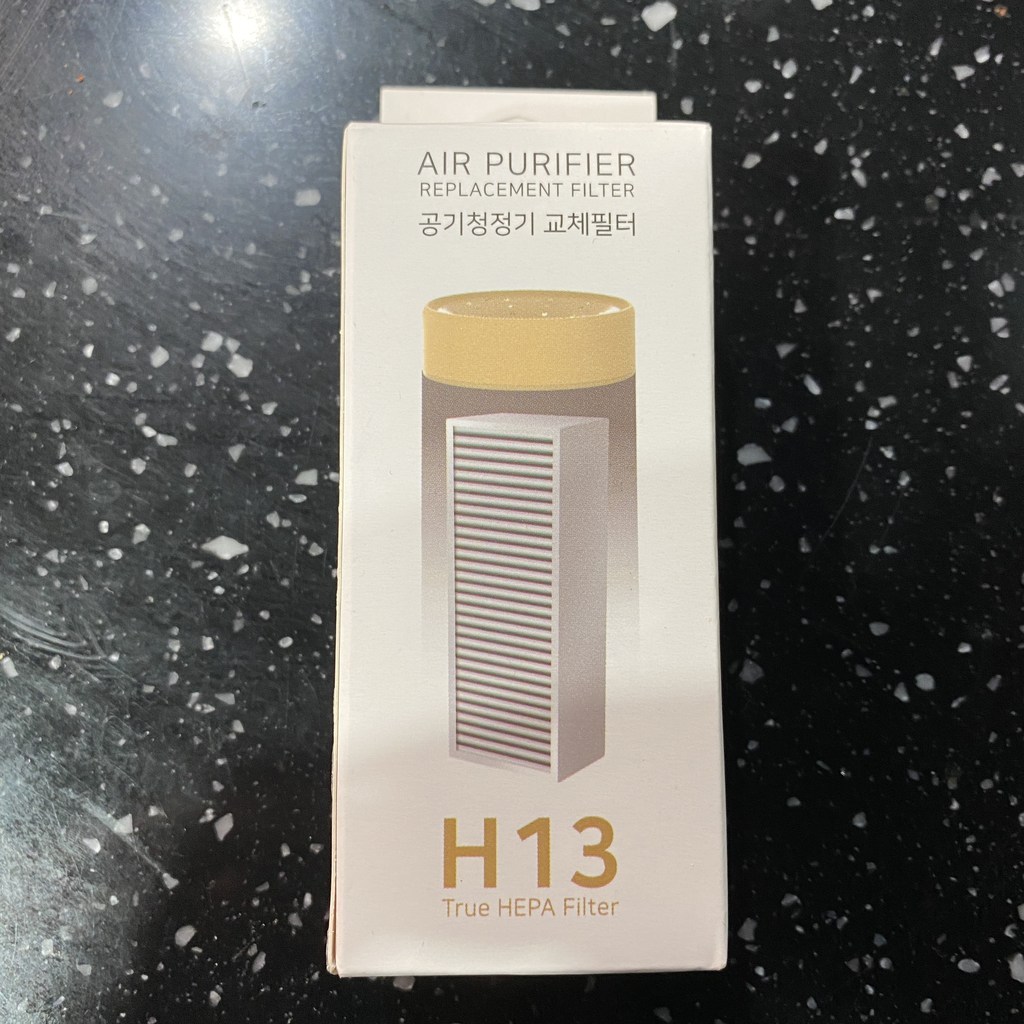 AIR PURIFIER
REPLACEMENT FILTER
공기청정기 교체필터
H13
True HEPA Filter